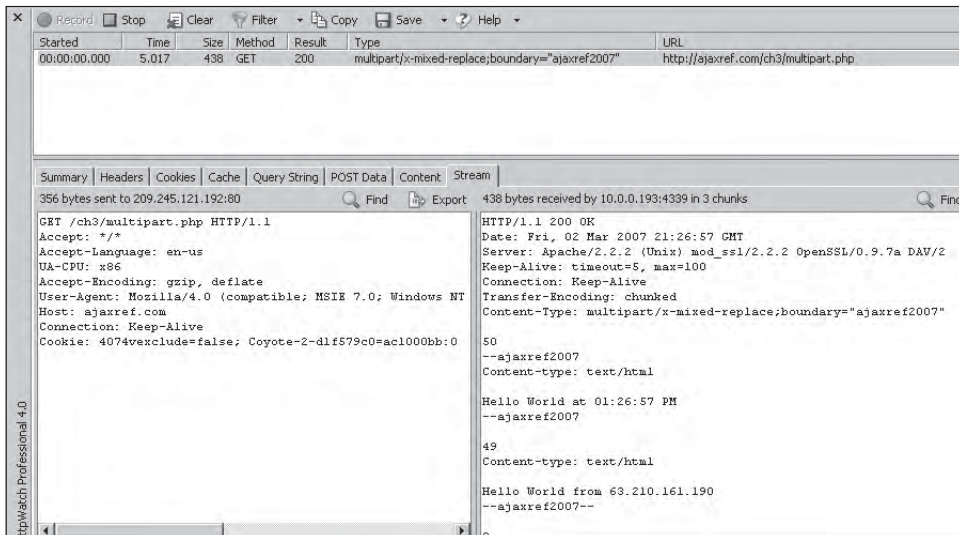 Record Stop Clear Filter Copy Save Help
Started Time Size Method Result Type URL
00:00:00.000 5.017 438 GET 200 multipart/x-mixed-replace;boundary="ajaxref2007" http://ajaxref.com/ch3/multipart.php
Summary Headers Cookies Cache Query String POST Data Content Stream
356 bytes sent to 209.245.121.192:80 Find Export
GET /ch3/multipart.php HTTP/1.1
Accept: */*
Accept-Language: en-us
UA-CPU: x86
Accept-Encoding: gzip, deflate
User-Agent: Mozilla/4.0 (compatible; MSIE 7.0; Windows NT
Host: ajaxref.com
Connection: Keep-Alive
Cookie: 4074vexclude=false; Coyote-2-d1f579c0=ac1000bb:0
438 bytes received by 10.0.0.193:4339 in 3 chunks Find
HTTP/1.1 200 OK
Date: Fri, 02 Mar 2007 21:26:57 GMT
Server: Apache/2.2.2 (Unix) mod_ssl/2.2.2 OpenSSL/0.9.7a DAV/2
Keep-Alive: timeout=5, max=100
Connection: Keep-Alive
Transfer-Encoding: chunked
Content-Type: multipart/x-mixed-replace;boundary="ajaxref2007"
50
--ajaxref2007
Content-type: text/html
Hello World at 01:26:57 PM
--ajaxref2007
49
Content-type: text/html
Hello World from 63.210.161.190
--ajaxref2007--
Professional 4.0